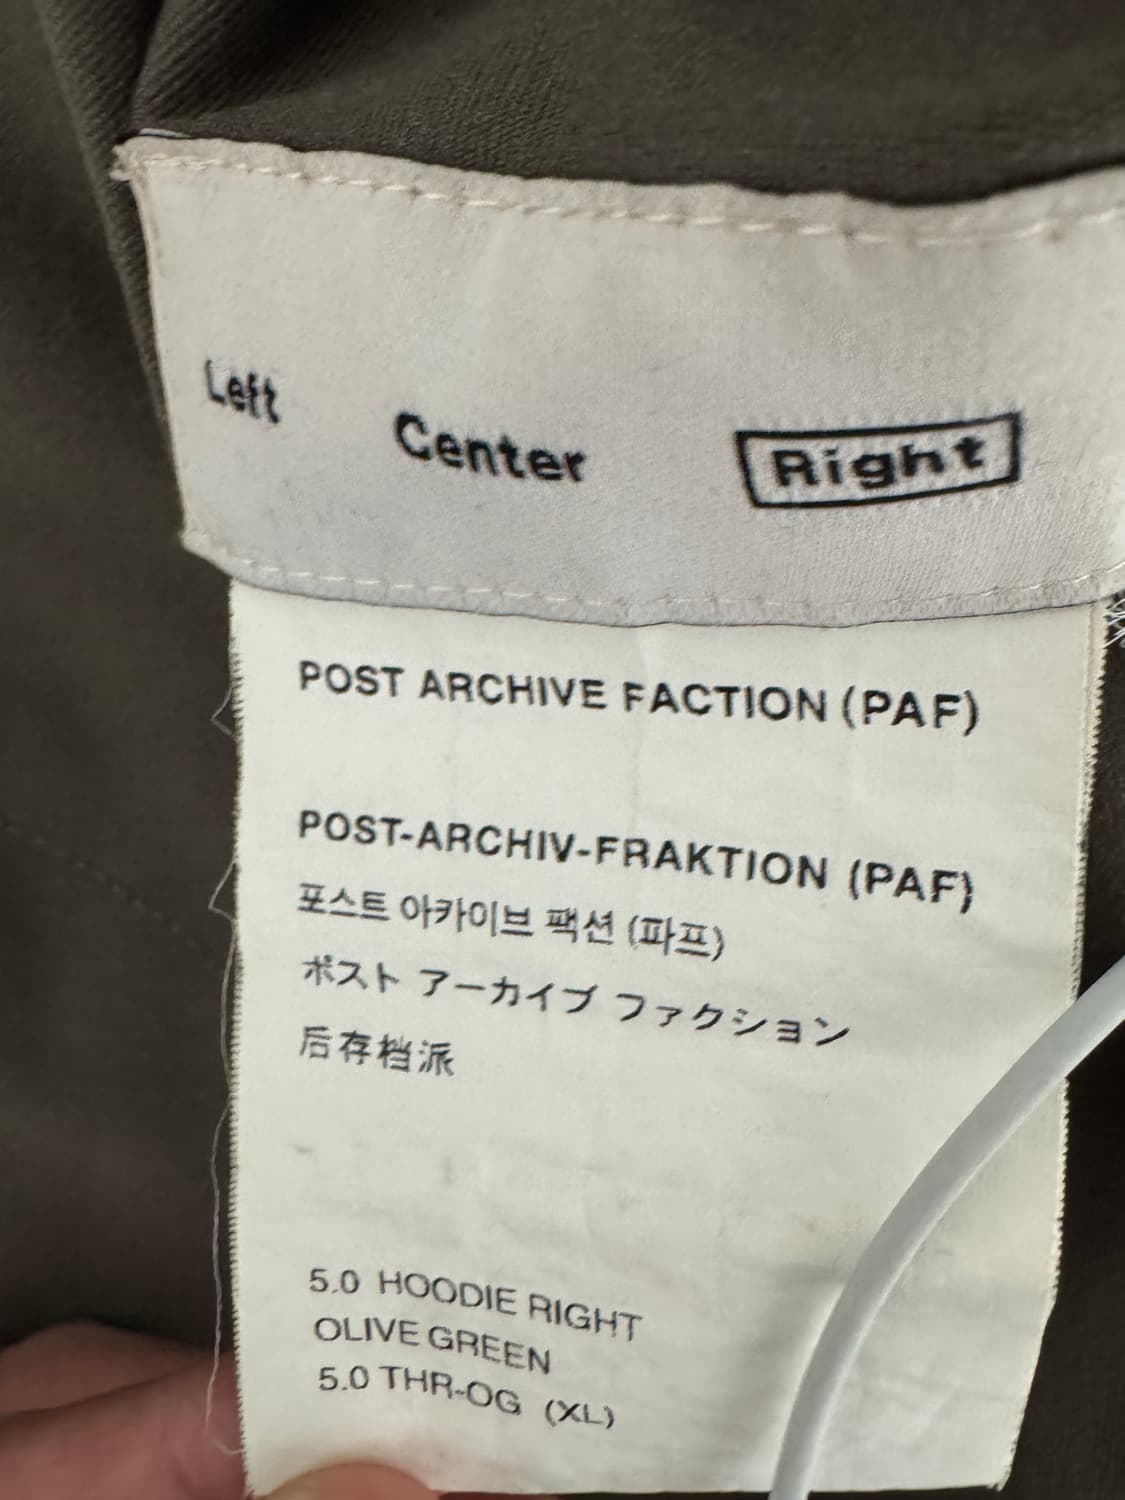 Left Center Right
POST ARCHIVE FACTION (PAF)
POST-ARCHIV-FRAKTION (PAF)
포스트 아카이브 팩션 (파프)
ポスト アーカイブ ファクション
后存档派
5.0 HOODIE RIGHT
OLIVE GREEN
5.0 THR-OG (XL)